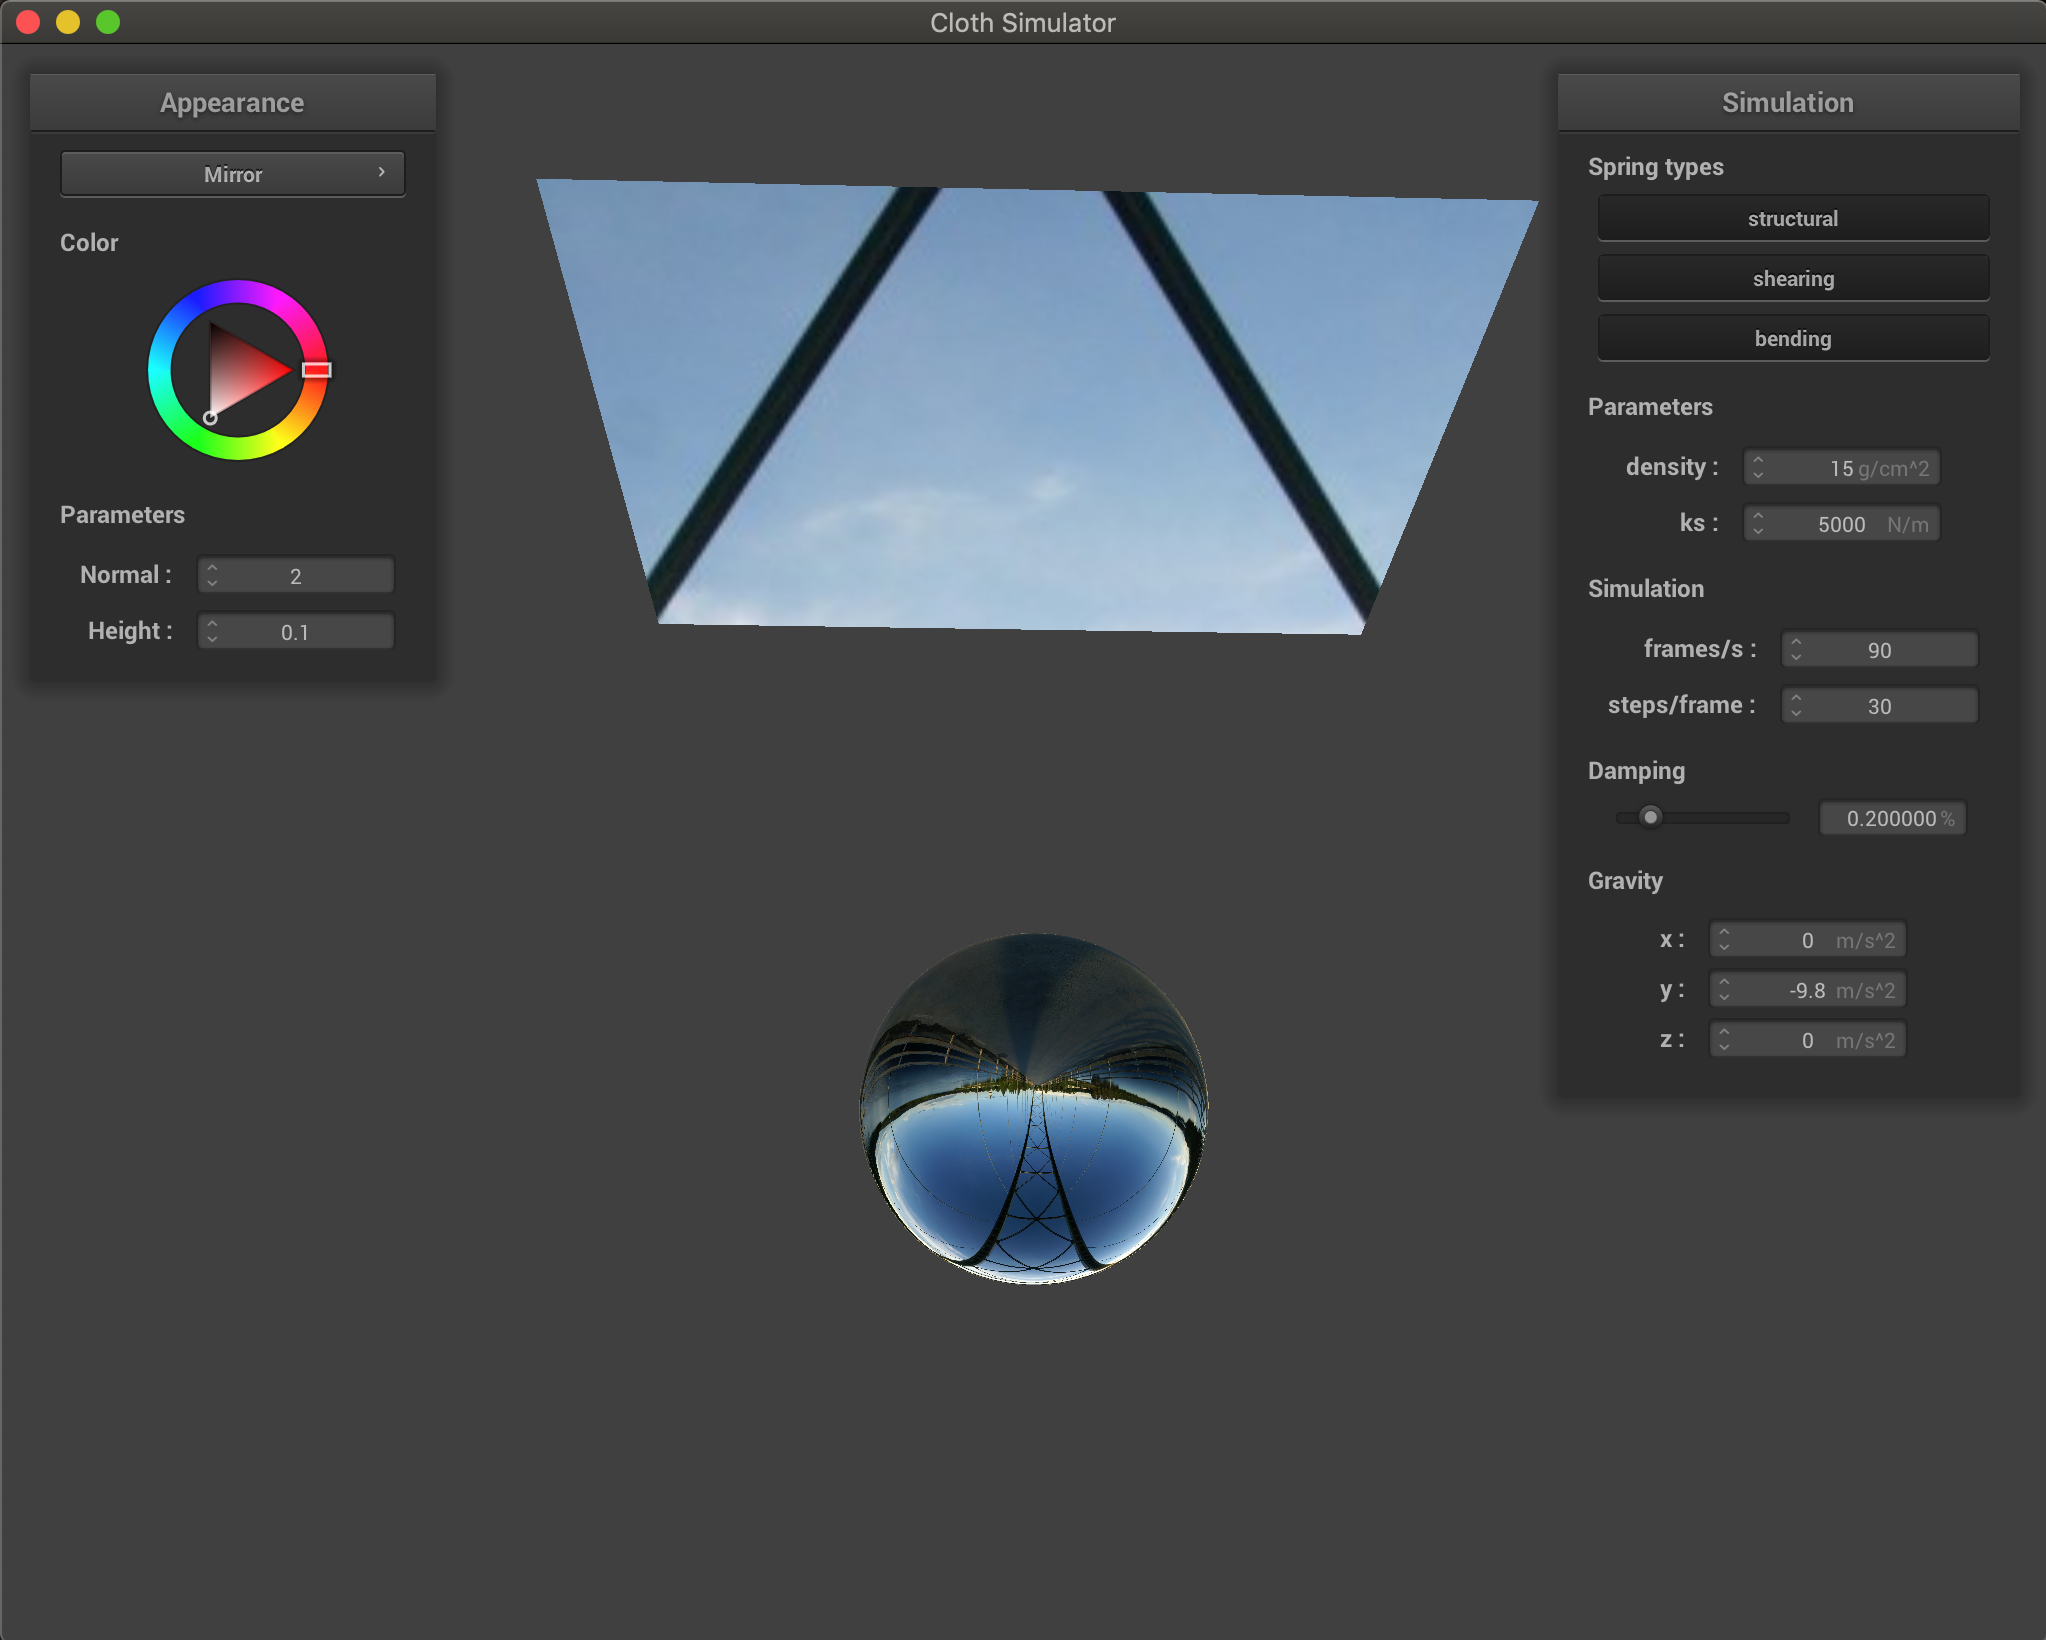 Cloth Simulator
Appearance
Mirror
Color
Parameters
Normal : 2
Height : 0.1
Simulation
Spring types
structural
shearing
bending
Parameters
density : 15 g/cm^2
ks : 5000 N/m
Simulation
frames/s : 90
steps/frame : 30
Damping
0.200000 %
Gravity
x : 0 m/s^2
y : -9.8 m/s^2
z : 0 m/s^2